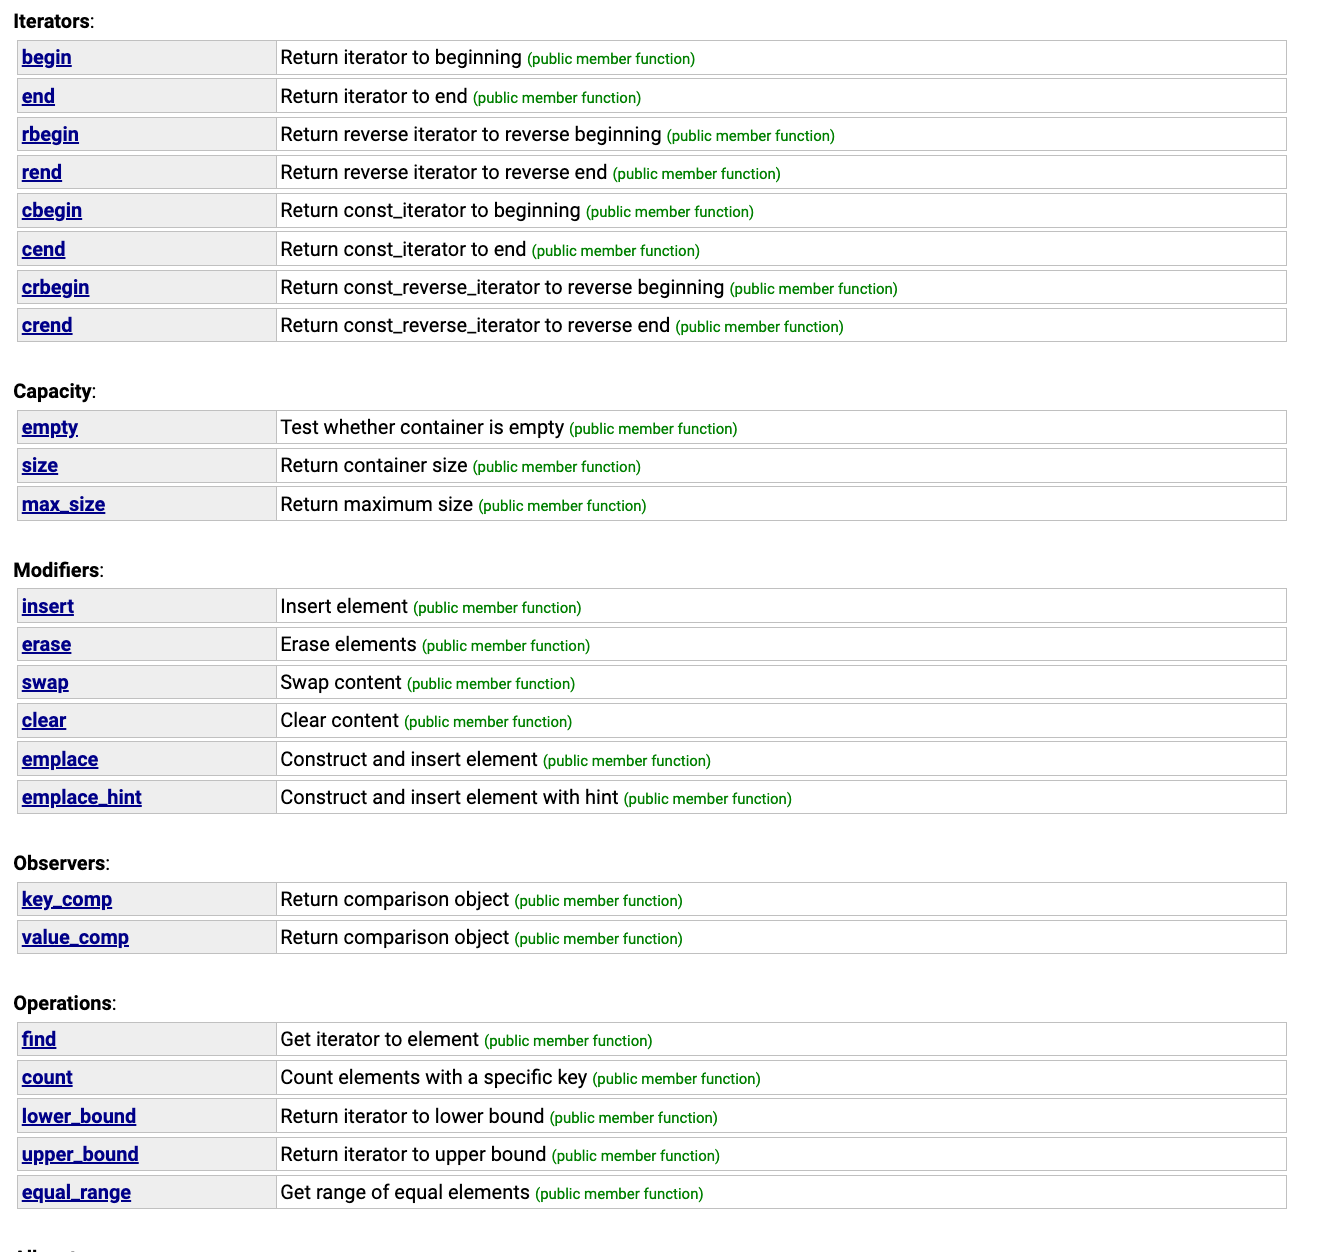 Iterators:
begin Return iterator to beginning (public member function)
end Return iterator to end (public member function)
rbegin Return reverse iterator to reverse beginning (public member function)
rend Return reverse iterator to reverse end (public member function)
cbegin Return const_iterator to beginning (public member function)
cend Return const_iterator to end (public member function)
crbegin Return const_reverse_iterator to reverse beginning (public member function)
crend Return const_reverse_iterator to reverse end (public member function)
Capacity:
empty Test whether container is empty (public member function)
size Return container size (public member function)
max_size Return maximum size (public member function)
Modifiers:
insert Insert element (public member function)
erase Erase elements (public member function)
swap Swap content (public member function)
clear Clear content (public member function)
emplace Construct and insert element (public member function)
emplace_hint Construct and insert element with hint (public member function)
Observers:
key_comp Return comparison object (public member function)
value_comp Return comparison object (public member function)
Operations:
find Get iterator to element (public member function)
count Count elements with a specific key (public member function)
lower_bound Return iterator to lower bound (public member function)
upper_bound Return iterator to upper bound (public member function)
equal_range Get range of equal elements (public member function)